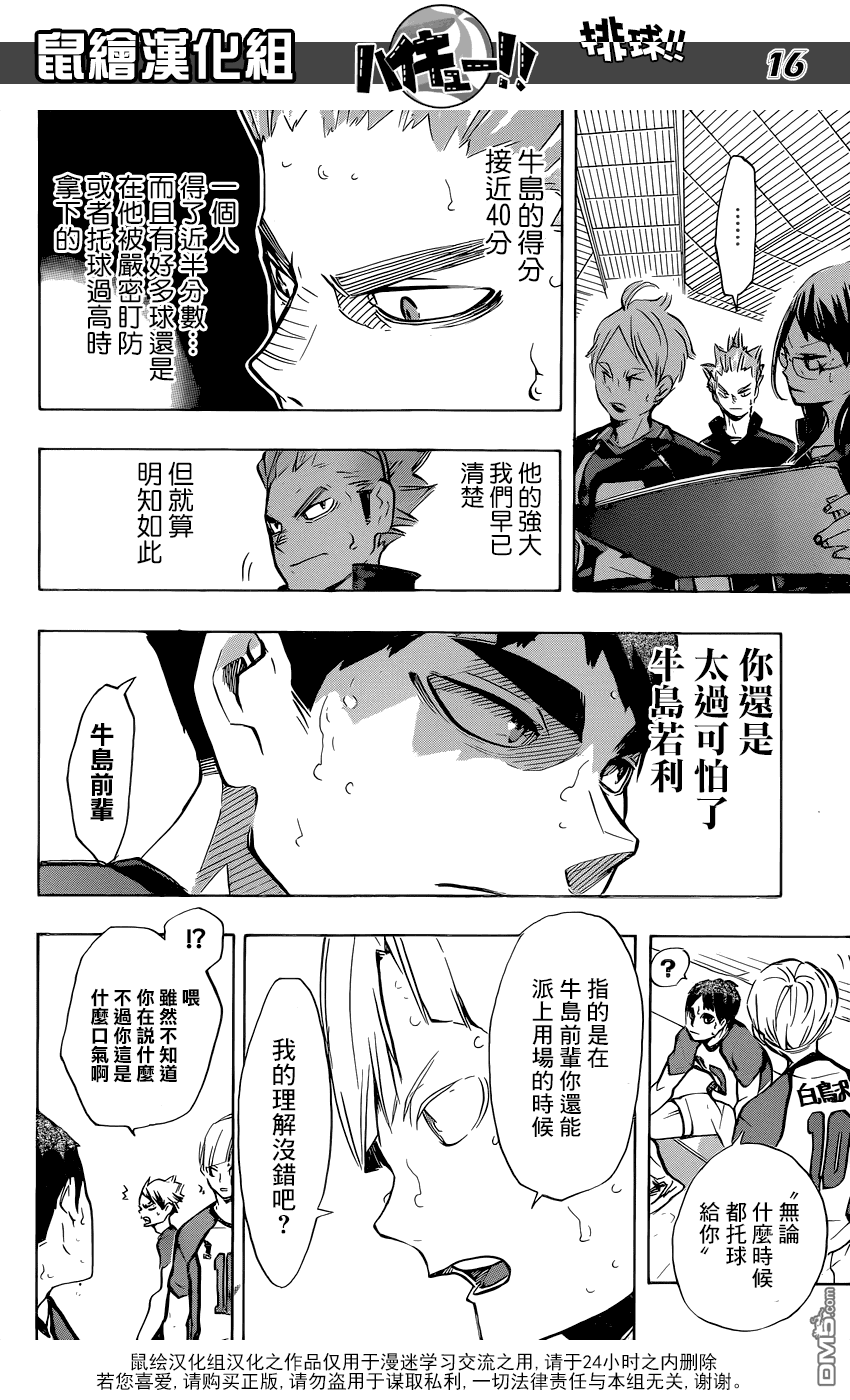 鼠繪漢化組
ハイキュー!!
排球!!
16
……
牛島的得分
接近40分
一個人
得了近半分數…
而且有好多球還是
在他被嚴密盯防
或者托球過高時
拿下的
他的強大
我們早已
清楚
但就算
明知如此
你還是
太過可怕了
牛島若利
牛島前輩
?
白鳥沢
10
〝無論
什麼時候
都托球
給你〞
指的是在
牛島前輩你還能
派上用場的時候
我的理解沒錯吧?
!?
喂
雖然不知道
你在説什麼
不過你這是
什麼口氣啊
DM5.com
鼠绘汉化组汉化之作品仅用于漫迷学习交流之用, 请于24小时之内删除
若您喜爱, 请购买正版, 请勿盗用于谋取私利, 一切法律责任与本组无关, 谢谢。